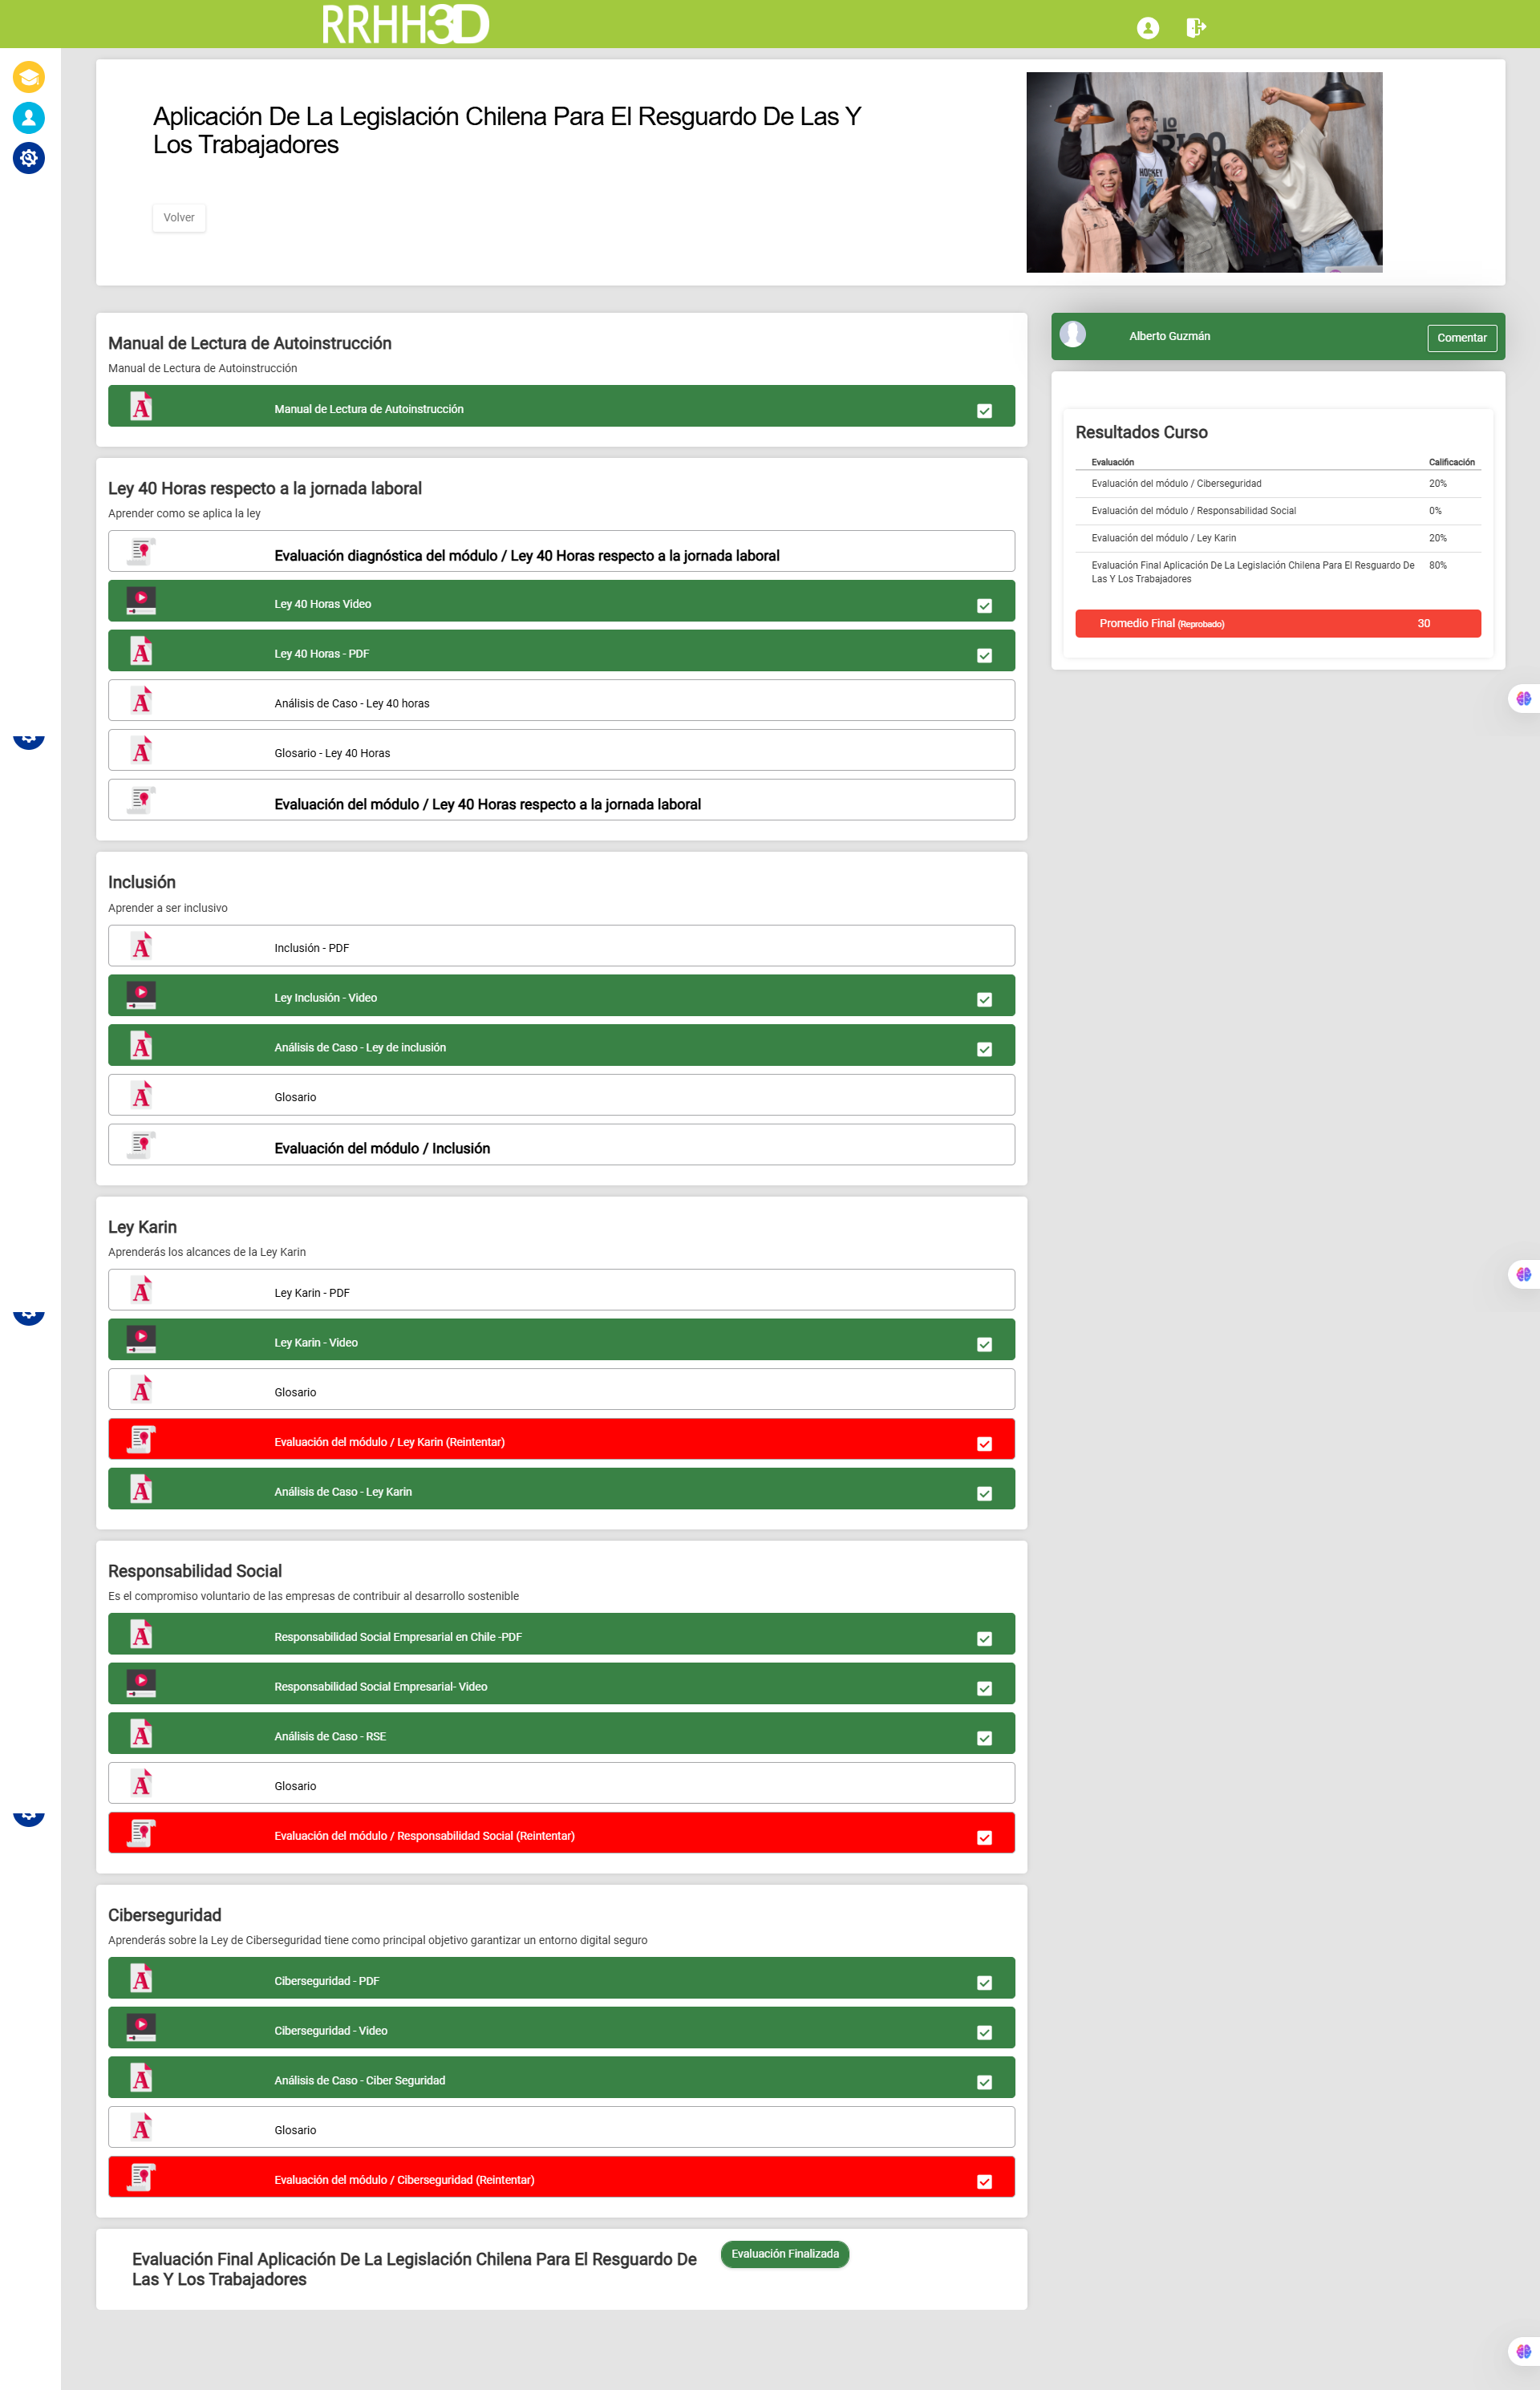 RRHH3D
Aplicación De La Legislación Chilena Para El Resguardo De Las Y
Los Trabajadores
Volver
HOCKEY
Manual de Lectura de Autoinstrucción
Manual de Lectura de Autoinstrucción
Manual de Lectura de Autoinstrucción
Ley 40 Horas respecto a la jornada laboral
Aprender como se aplica la ley
Evaluación diagnóstica del módulo / Ley 40 Horas respecto a la jornada laboral
Ley 40 Horas Video
Ley 40 Horas - PDF
Análisis de Caso - Ley 40 horas
Glosario - Ley 40 Horas
Evaluación del módulo / Ley 40 Horas respecto a la jornada laboral
Inclusión
Aprender a ser inclusivo
Inclusión - PDF
Ley Inclusión - Video
Análisis de Caso - Ley de inclusión
Glosario
Evaluación del módulo / Inclusión
Ley Karin
Aprenderás los alcances de la Ley Karin
Ley Karin - PDF
Ley Karin - Video
Glosario
Evaluación del módulo / Ley Karin (Reintentar)
Análisis de Caso - Ley Karin
Responsabilidad Social
Es el compromiso voluntario de las empresas de contribuir al desarrollo sostenible
Responsabilidad Social Empresarial en Chile -PDF
Responsabilidad Social Empresarial- Video
Análisis de Caso - RSE
Glosario
Evaluación del módulo / Responsabilidad Social (Reintentar)
Ciberseguridad
Aprenderás sobre la Ley de Ciberseguridad tiene como principal objetivo garantizar un entorno digital seguro
Ciberseguridad - PDF
Ciberseguridad - Video
Análisis de Caso - Ciber Seguridad
Glosario
Evaluación del módulo / Ciberseguridad (Reintentar)
Evaluación Final Aplicación De La Legislación Chilena Para El Resguardo De
Las Y Los Trabajadores
Evaluación Finalizada
Alberto Guzmán
Comentar
Resultados Curso
Evaluación Calificación
Evaluación del módulo / Ciberseguridad 20%
Evaluación del módulo / Responsabilidad Social 0%
Evaluación del módulo / Ley Karin 20%
Evaluación Final Aplicación De La Legislación Chilena Para El Resguardo De 80%
Las Y Los Trabajadores
Promedio Final (Reprobado) 30